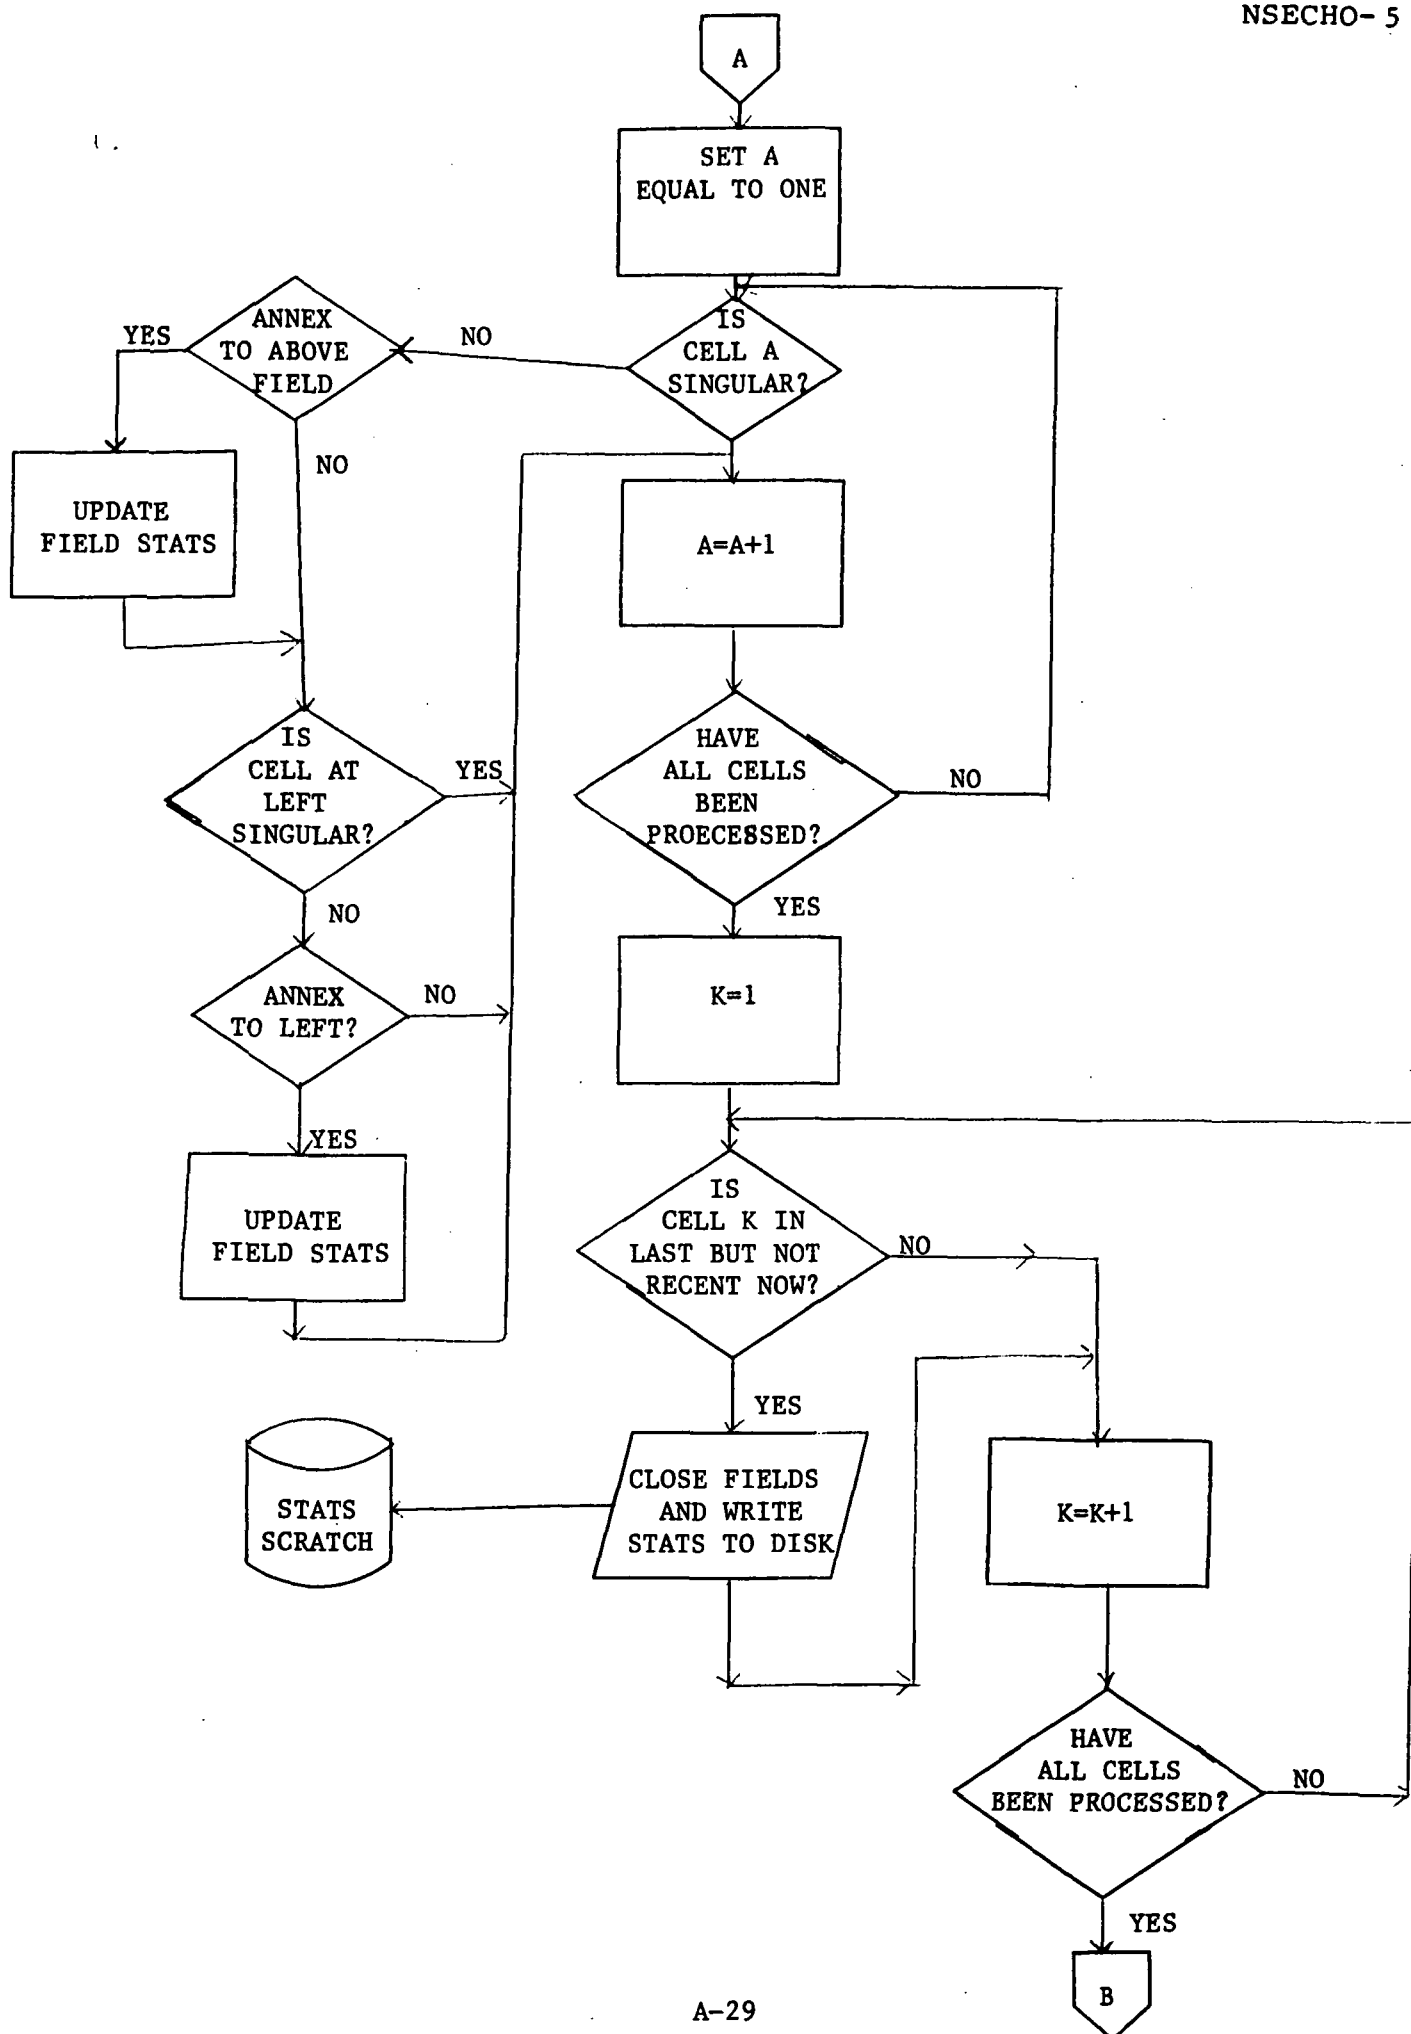 NSECHO-5
A
SET A
EQUAL TO ONE
IS
CELL A
SINGULAR?
NO
ANNEX
TO ABOVE
FIELD
YES
NO
UPDATE
FIELD STATS
A=A+1
IS
CELL AT
LEFT
SINGULAR?
YES
HAVE
ALL CELLS
BEEN
PROECESSED?
NO
NO
YES
ANNEX
TO LEFT?
NO
K=1
YES
UPDATE
FIELD STATS
IS
CELL K IN
LAST BUT NOT
RECENT NOW?
NO
YES
CLOSE FIELDS
AND WRITE
STATS TO DISK
STATS
SCRATCH
K=K+1
HAVE
ALL CELLS
BEEN PROCESSED?
NO
YES
B
A-29